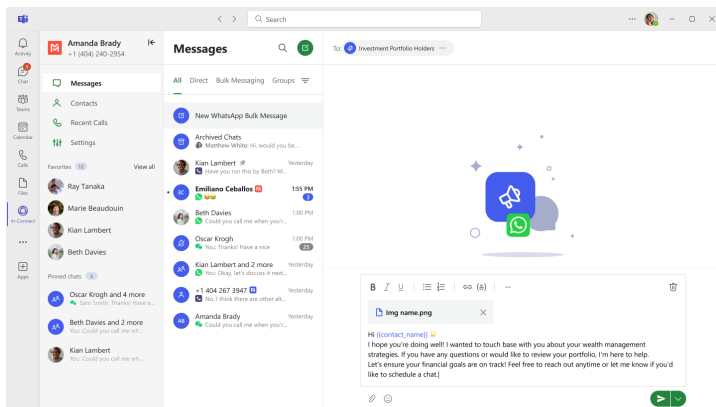 Search
Activity
Chat
Teams
Calendar
Calls
Files
In-Connect
Apps
Amanda Brady
+1 (404) 240-2954
Messages
Contacts
Recent Calls
Settings
Favorites 12 View all
Ray Tanaka
Marie Beaudouin
Kian Lambert
Beth Davies
Pinned chats 5
Oscar Krogh and 4 more
Sam Smith: Thanks! Have a...
Beth Davies and 2 more
You: Could you call me wh...
Kian Lambert
You: Could you call me wh...
Messages
All Direct Bulk Messaging Groups
New WhatsApp Bulk Message
Archived Chats
Matthew White: Hi, would you be...
Kian Lambert Yesterday
Have you run this by Beth? M...
EC Emiliano Ceballos 1:55 PM
3
Beth Davies 1:00 PM
Could you call me when you'r...
Oscar Krogh 1:00 PM
You: Thanks! Have a nice 25
Kian Lambert and 2 more Yesterday
You: Okay, let's discuss it next...
+1 404 267 3947 Yesterday
No, I think there are other alt...
AB Amanda Brady Yesterday
Could you call me when you'r...
To: Investment Portfolio Holders
B I U
Img name.png
Hi {{contact_name}}
I hope you're doing well! I wanted to touch base with you about your wealth management
strategies. If you have any questions or would like to review your portfolio, I'm here to help.
Let's ensure your financial goals are on track! Feel free to reach out anytime or let me know if you'd
like to schedule a chat.